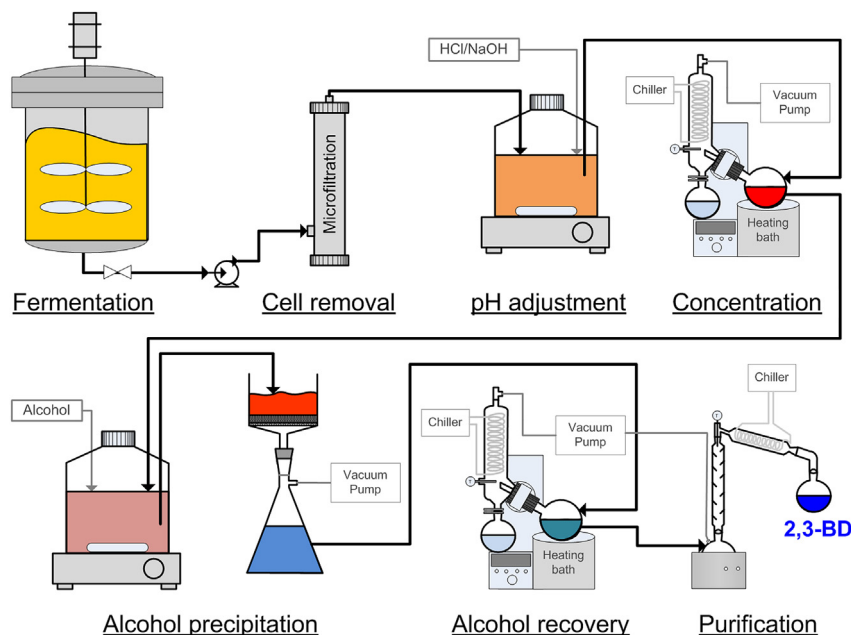 HCl/NaOH
Chiller
Vacuum
Pump
Microfiltration
T
Heating
bath
Fermentation
Cell removal
pH adjustment
Concentration
Alcohol
Vacuum
Pump
Chiller
Vacuum
Pump
T
Heating
bath
T
Chiller
2,3-BD
Alcohol precipitation
Alcohol recovery
Purification